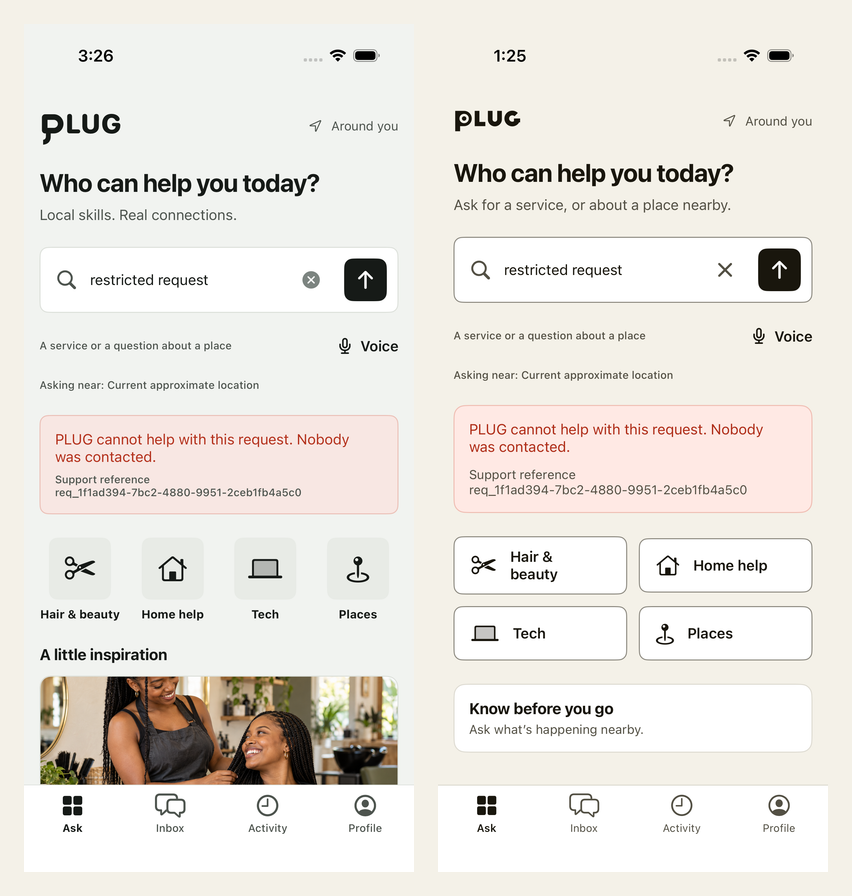 3:26
PLUG
Around you
Who can help you today?
Local skills. Real connections.
restricted request
A service or a question about a place
Voice
Asking near: Current approximate location
PLUG cannot help with this request. Nobody
was contacted.
Support reference
req_1f1ad394-7bc2-4880-9951-2ceb1fb4a5c0
Hair & beauty
Home help
Tech
Places
A little inspiration
Ask
Inbox
Activity
Profile
1:25
PLUG
Around you
Who can help you today?
Ask for a service, or about a place nearby.
restricted request
A service or a question about a place
Voice
Asking near: Current approximate location
PLUG cannot help with this request. Nobody
was contacted.
Support reference
req_1f1ad394-7bc2-4880-9951-2ceb1fb4a5c0
Hair &
beauty
Home help
Tech
Places
Know before you go
Ask what's happening nearby.
Ask
Inbox
Activity
Profile